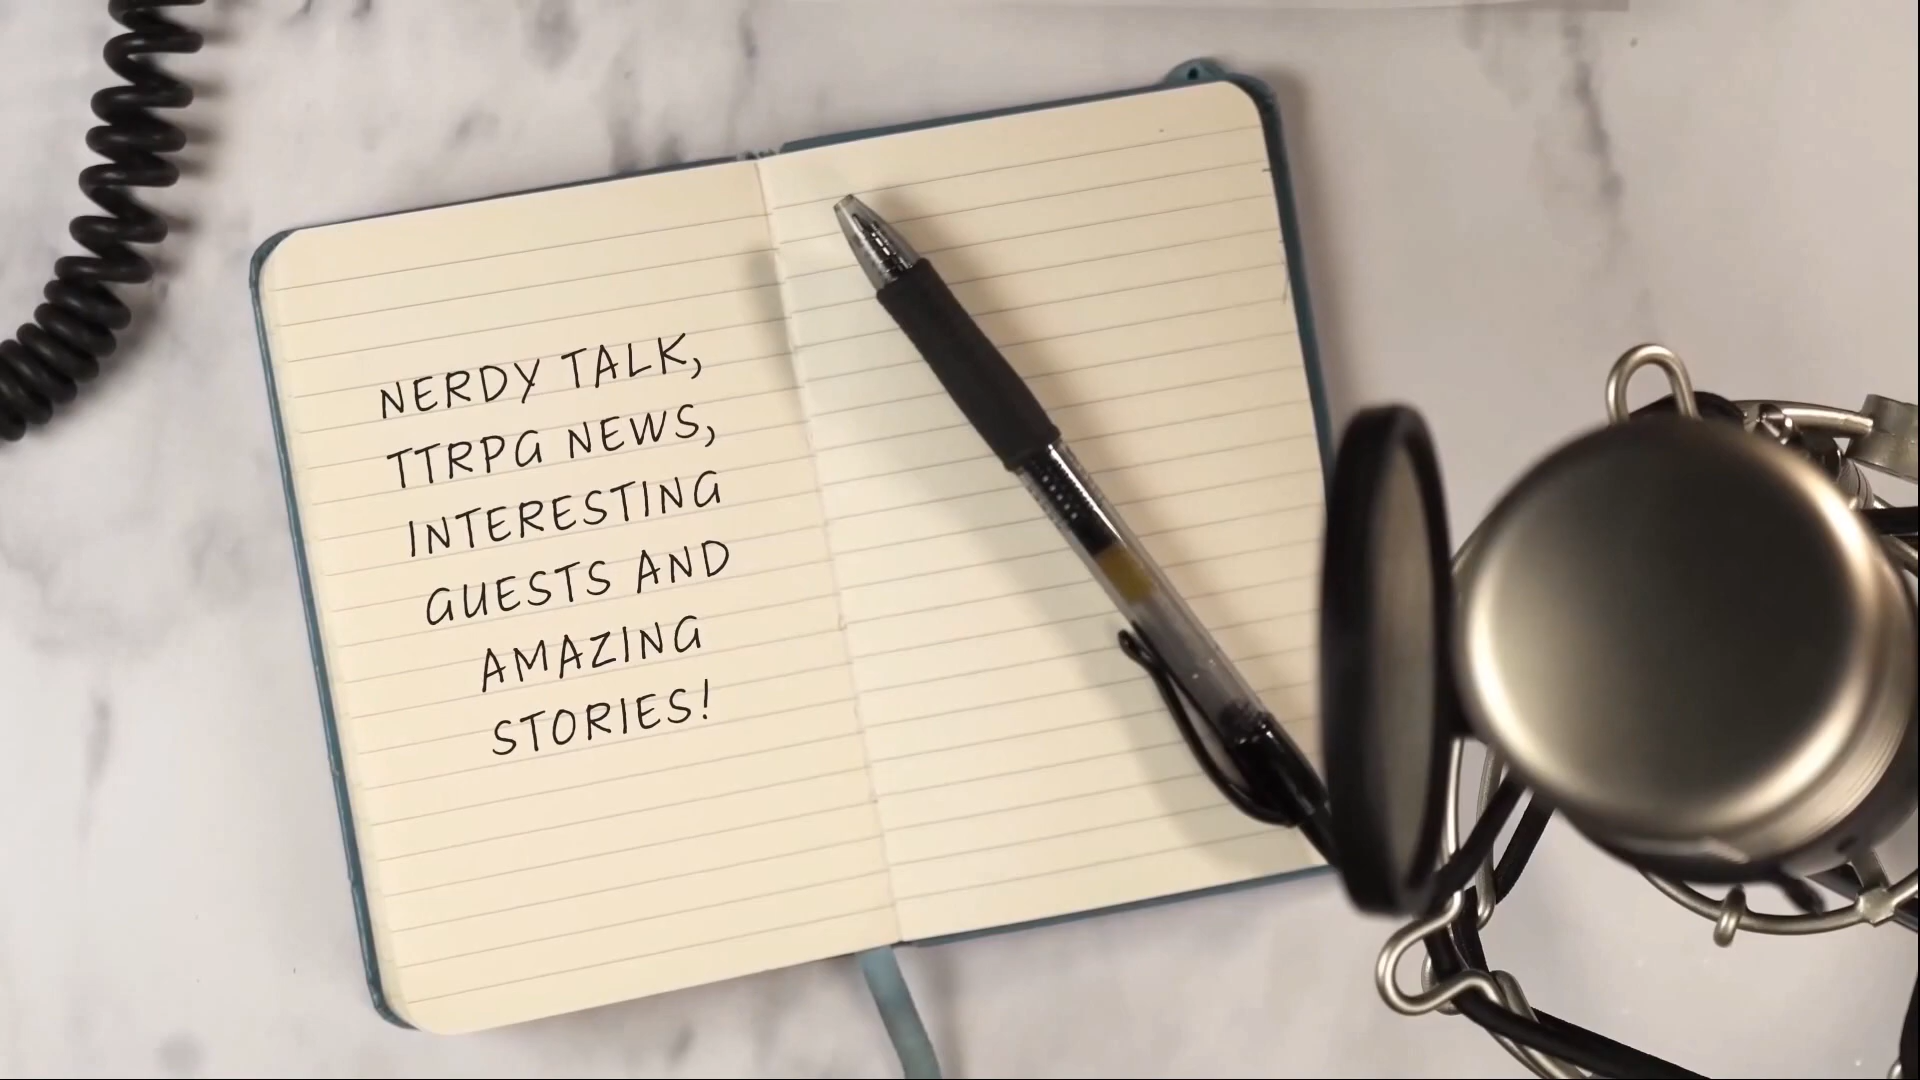 NERDY TALK,
TTRPG NEWS,
INTERESTING
GUESTS AND
AMAZING
STORIES!